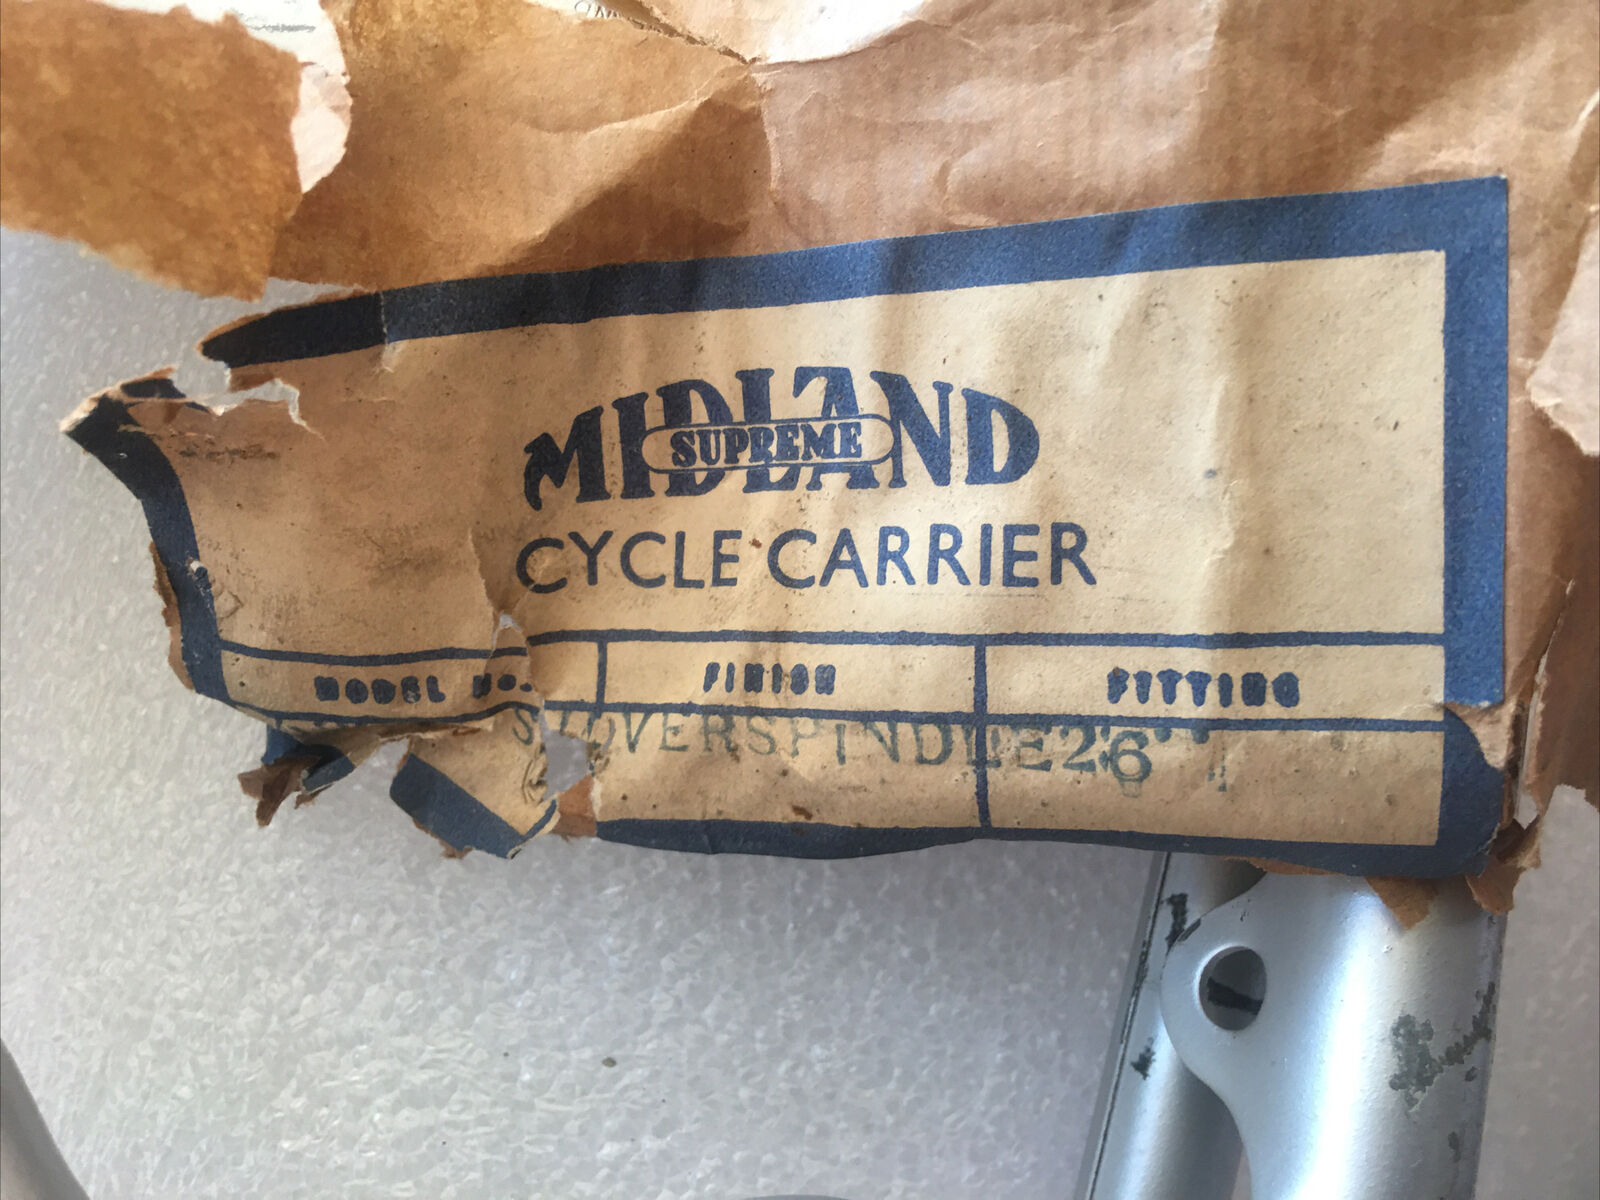 MIDLAND
SUPREME
CYCLE CARRIER
MODEL No. FINISH FITTING
OVERSPINDLE 26"